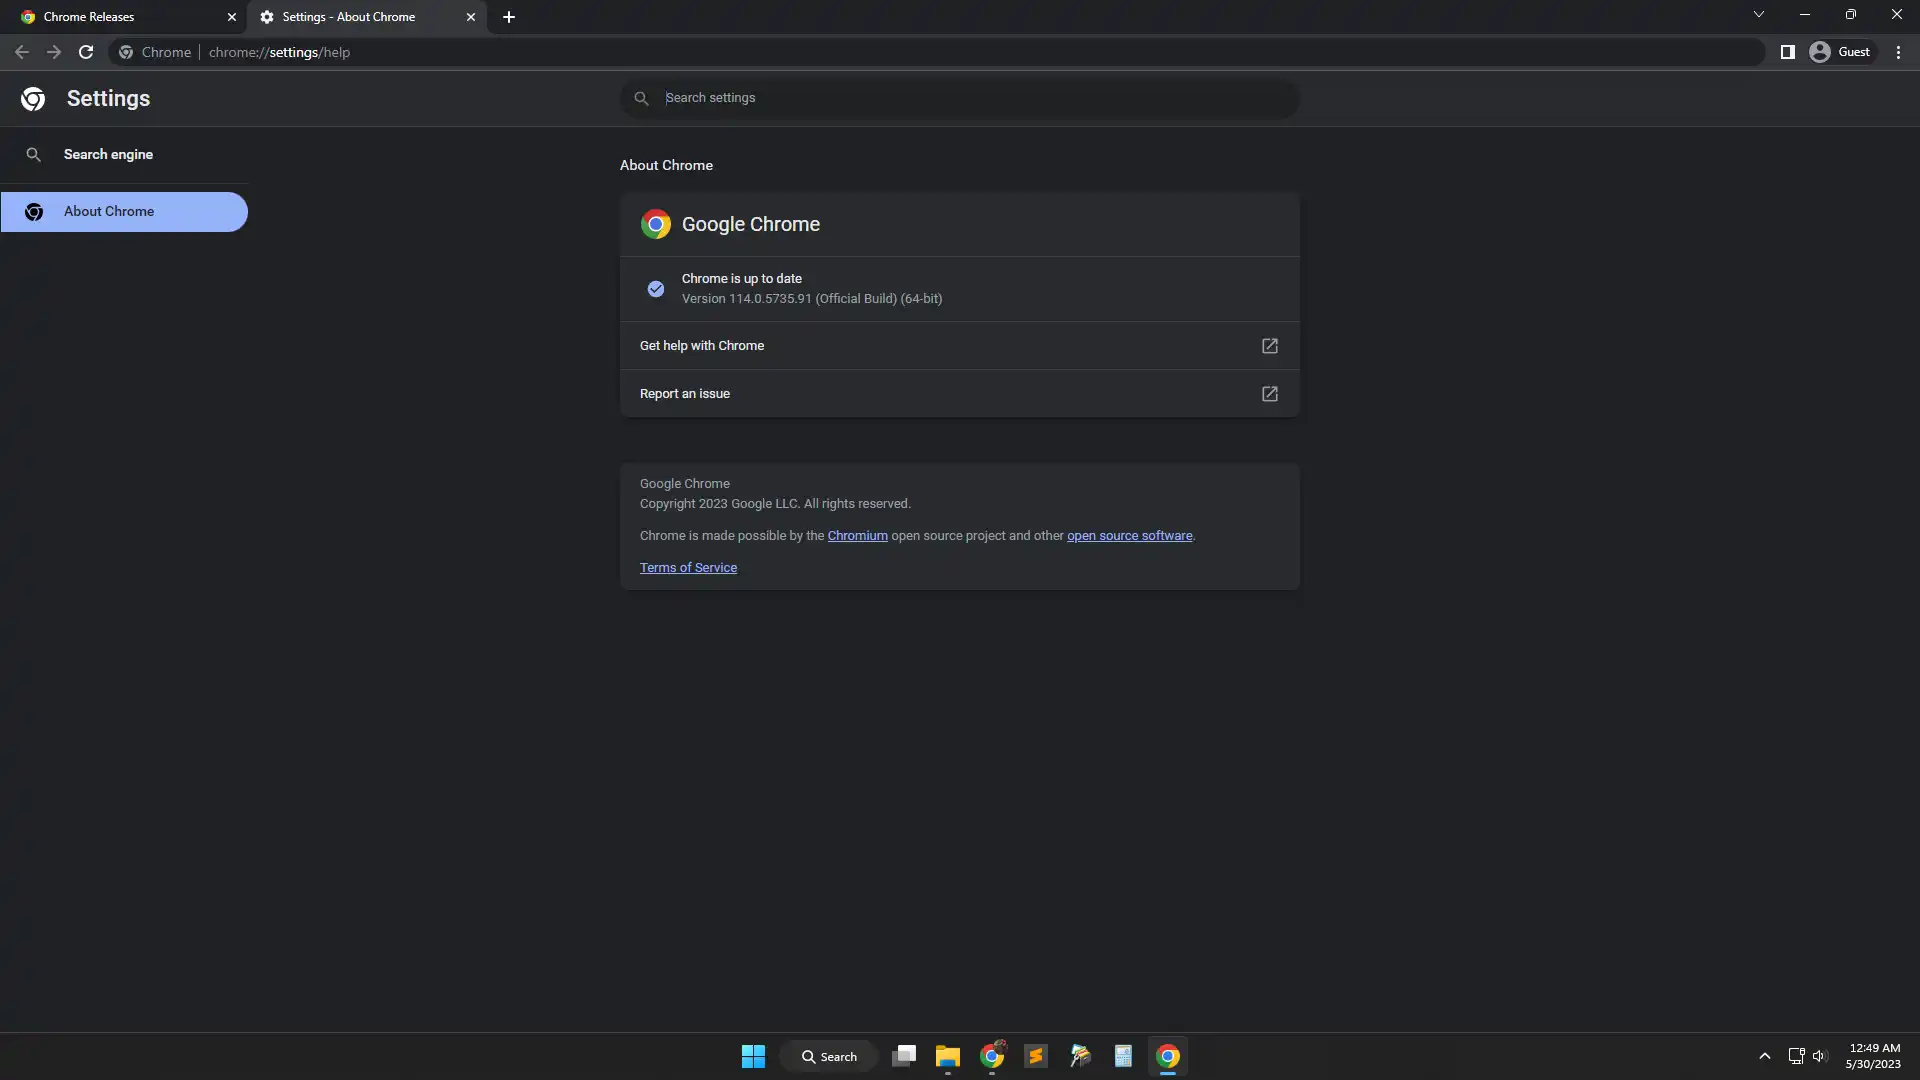 Chrome Releases
Settings - About Chrome
Chrome
chrome://settings/help
Guest
Settings
Search settings
Search engine
About Chrome
About Chrome
Google Chrome
Chrome is up to date
Version 114.0.5735.91 (Official Build) (64-bit)
Get help with Chrome
Report an issue
Google Chrome
Copyright 2023 Google LLC. All rights reserved.
Chrome is made possible by the Chromium open source project and other open source software.
Terms of Service
Search
12:49 AM
5/30/2023